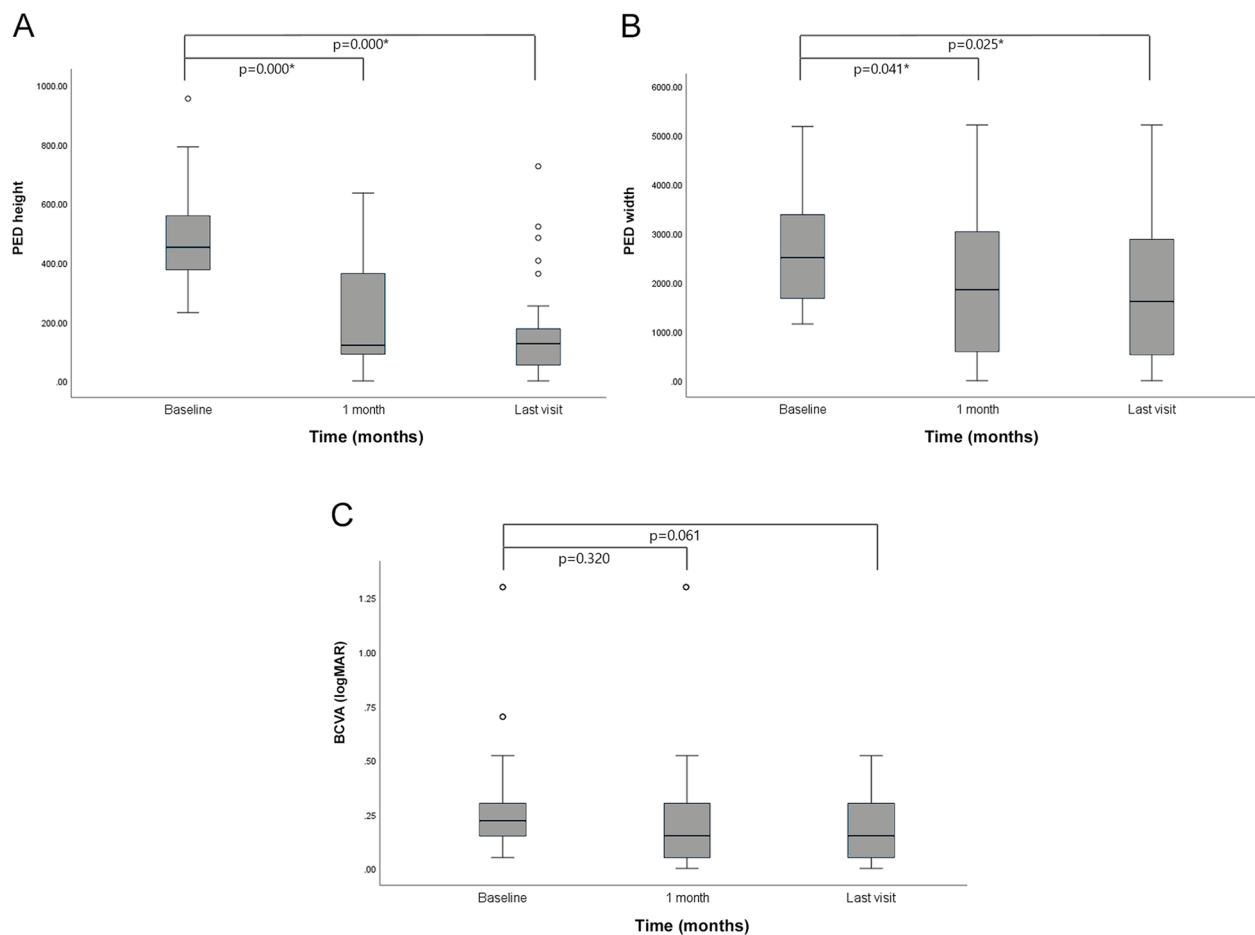 A
p=0.000*
p=0.000*
1000.00
800.00
600.00
400.00
200.00
.00
PED height
Baseline 1 month Last visit
Time (months)
B
p=0.025*
p=0.041*
6000.00
5000.00
4000.00
3000.00
2000.00
1000.00
.00
PED width
Baseline 1 month Last visit
Time (months)
C
p=0.061
p=0.320
1.25
1.00
.75
.50
.25
.00
BCVA (logMAR)
Baseline 1 month Last visit
Time (months)